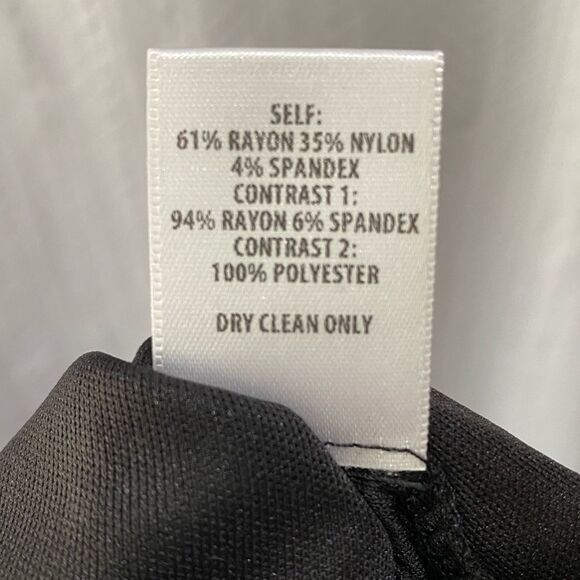 SELF:
61% RAYON 35% NYLON
4% SPANDEX
CONTRAST 1:
94% RAYON 6% SPANDEX
CONTRAST 2:
100% POLYESTER
DRY CLEAN ONLY